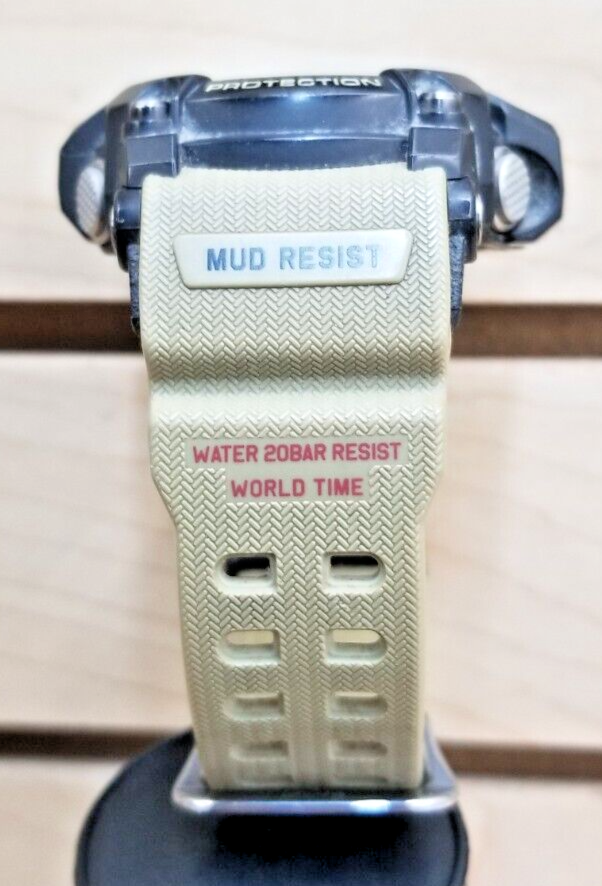 PROTECTION
MUD RESIST
WATER 20BAR RESIST
WORLD TIME